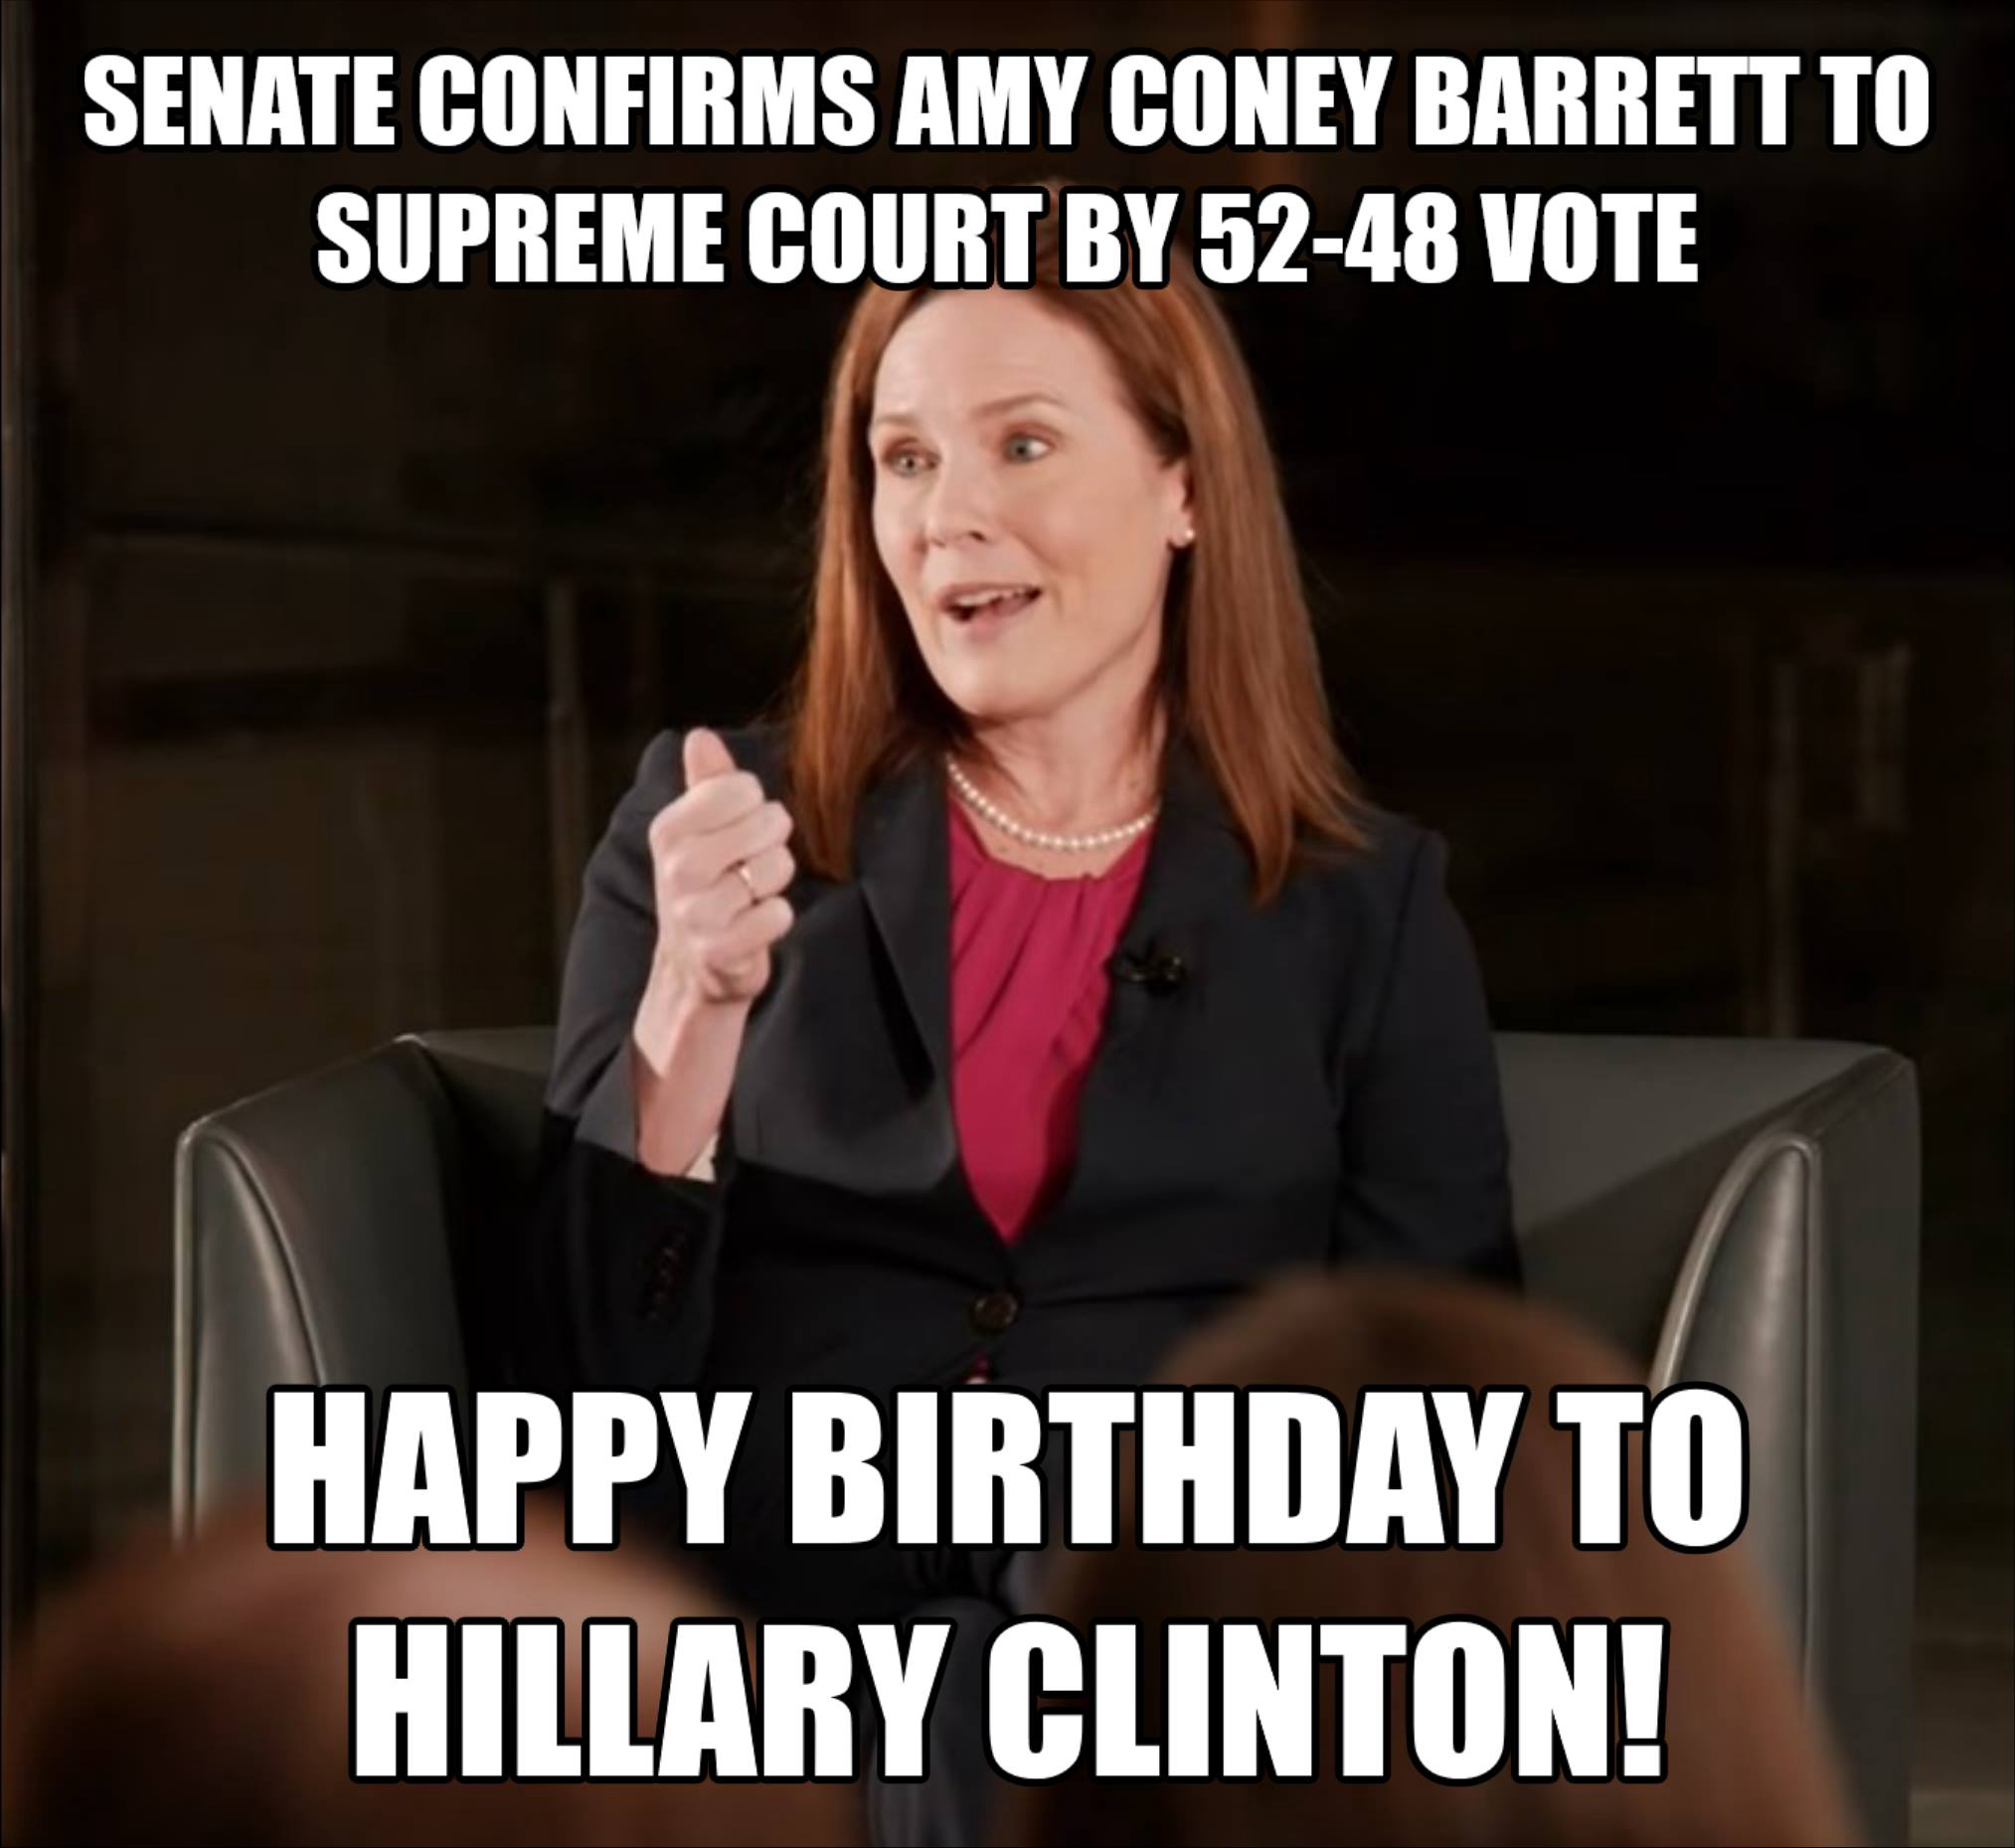 SENATE CONFIRMS AMY CONEY BARRETT TO
SUPREME COURT BY 52-48 VOTE
HAPPY BIRTHDAY TO
HILLARY CLINTON!